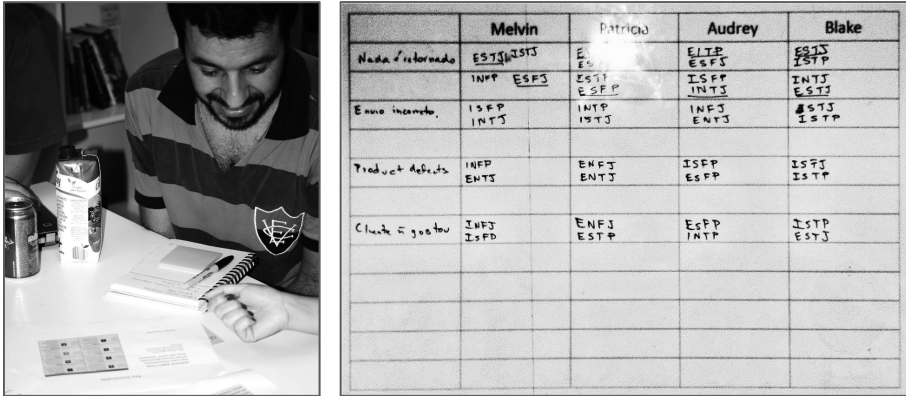 Melvin Patricia Audrey Blake
Nada é retornado ESTJ ISTJ EITP ESTJ
ESFJ ISTP
INFP ESFJ ISTP ISFP INTJ
ESFP INTJ ESTJ
Envio incorreto. ISFP INTP INFJ ISTJ
INTJ ISTJ ENTJ ISTP
Product defects INFP ENFJ ISFP ISFJ
ENTJ ENTJ ESFP ISTP
Cliente ñ gostou INFJ ENFJ ESFP ISTP
ISFD ESTP INTP ESTJ